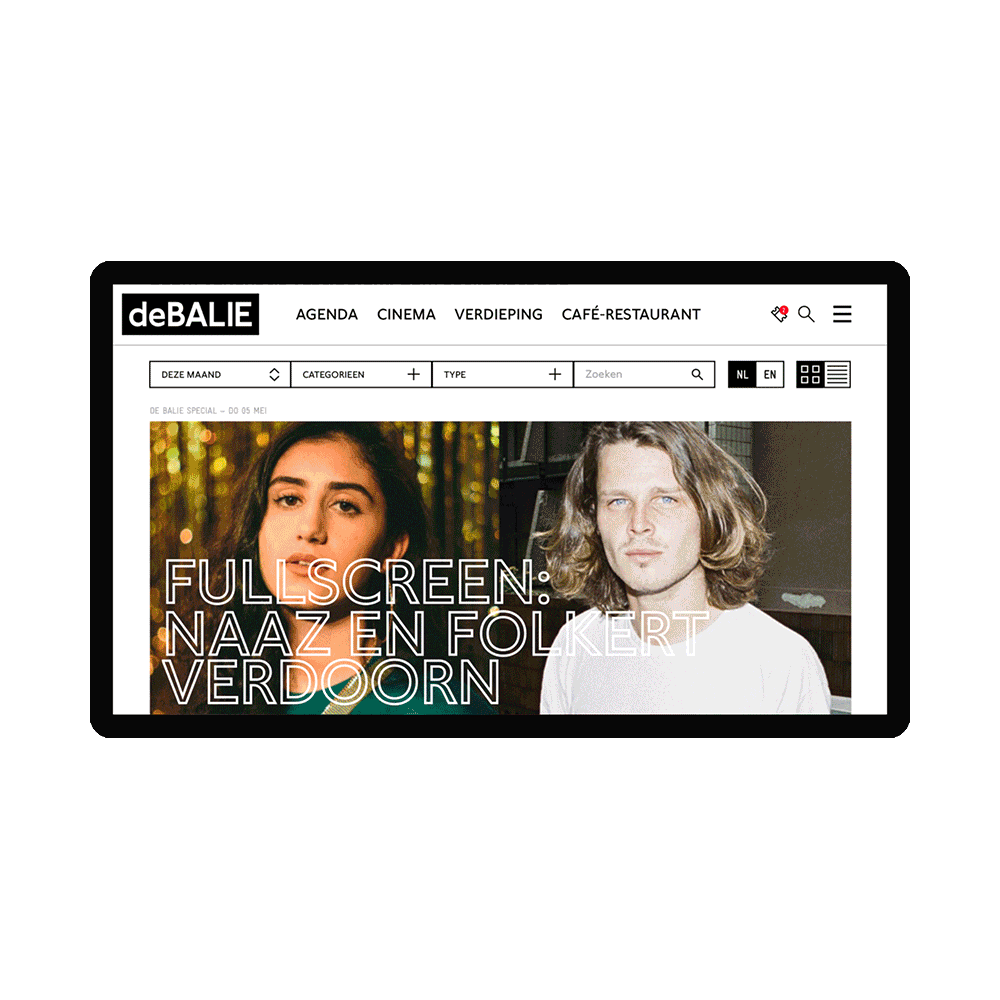 deBALIE AGENDA CINEMA VERDIEPING CAFÉ-RESTAURANT
DEZE MAAND CATEGORIEEN TYPE Zoeken NL EN
DE BALIE SPECIAL – DO 05 MEI
FULLSCREEN:
NAAZ EN FOLKERT
VERDOORN